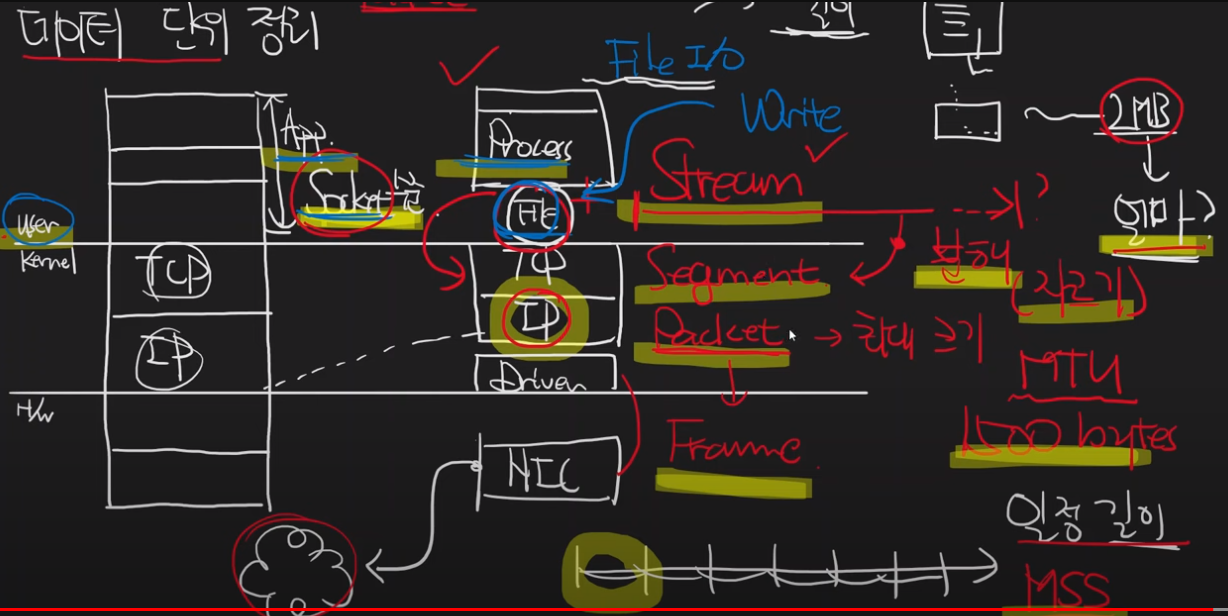 데이터 단위 정리
길이
File I/O
Write
2MB
얼마?
App.
Socket
Process
File
Stream
?
User
Kernel
TCP
TCP
Segment
분해
(자르기)
IP
IP
Packet → 최대 크기
MTU
Driver
1500 bytes
H/W
Frame
NIC
일정 길이
MSS